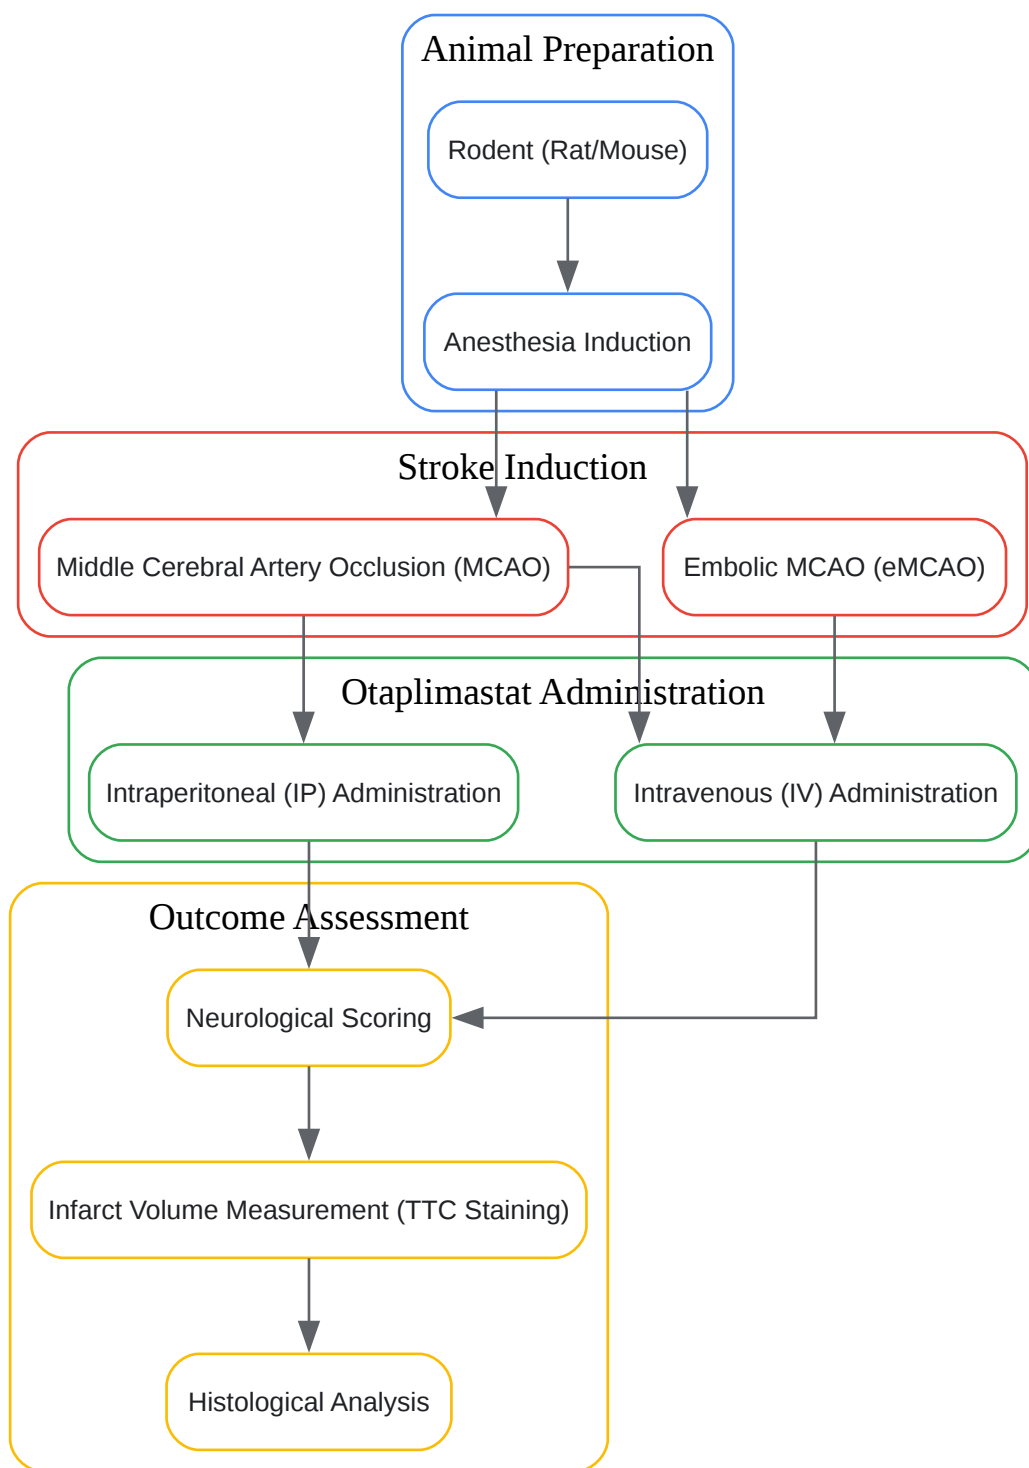 Animal Preparation
Rodent (Rat/Mouse)
Anesthesia Induction
Stroke Induction
Middle Cerebral Artery Occlusion (MCAO)
Embolic MCAO (eMCAO)
Otaplimastat Administration
Intraperitoneal (IP) Administration
Intravenous (IV) Administration
Outcome Assessment
Neurological Scoring
Infarct Volume Measurement (TTC Staining)
Histological Analysis